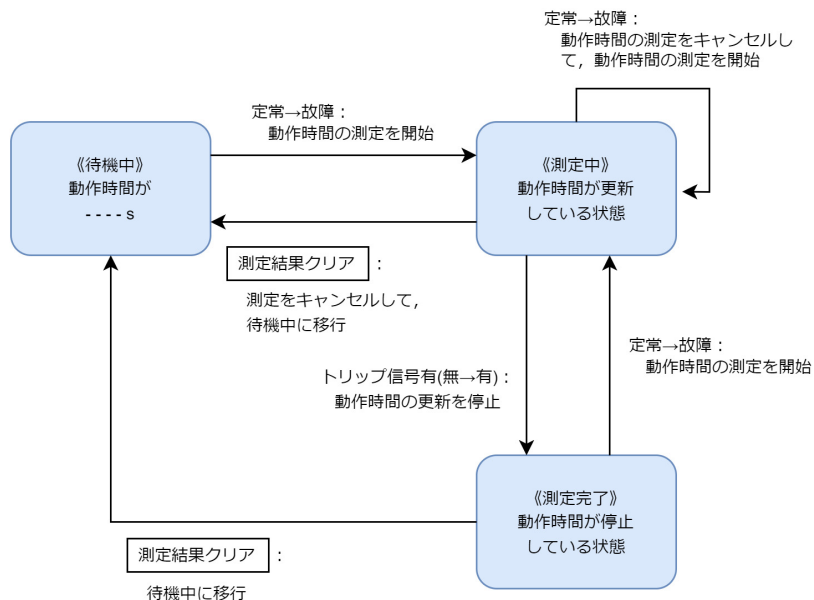 定常→故障：
動作時間の測定をキャンセルし
て，動作時間の測定を開始
定常→故障：
動作時間の測定を開始
《待機中》
動作時間が
- - - - s
《測定中》
動作時間が更新
している状態
測定結果クリア：
測定をキャンセルして，
待機中に移行
定常→故障：
動作時間の測定を開始
トリップ信号有(無→有)：
動作時間の更新を停止
《測定完了》
動作時間が停止
している状態
測定結果クリア：
待機中に移行